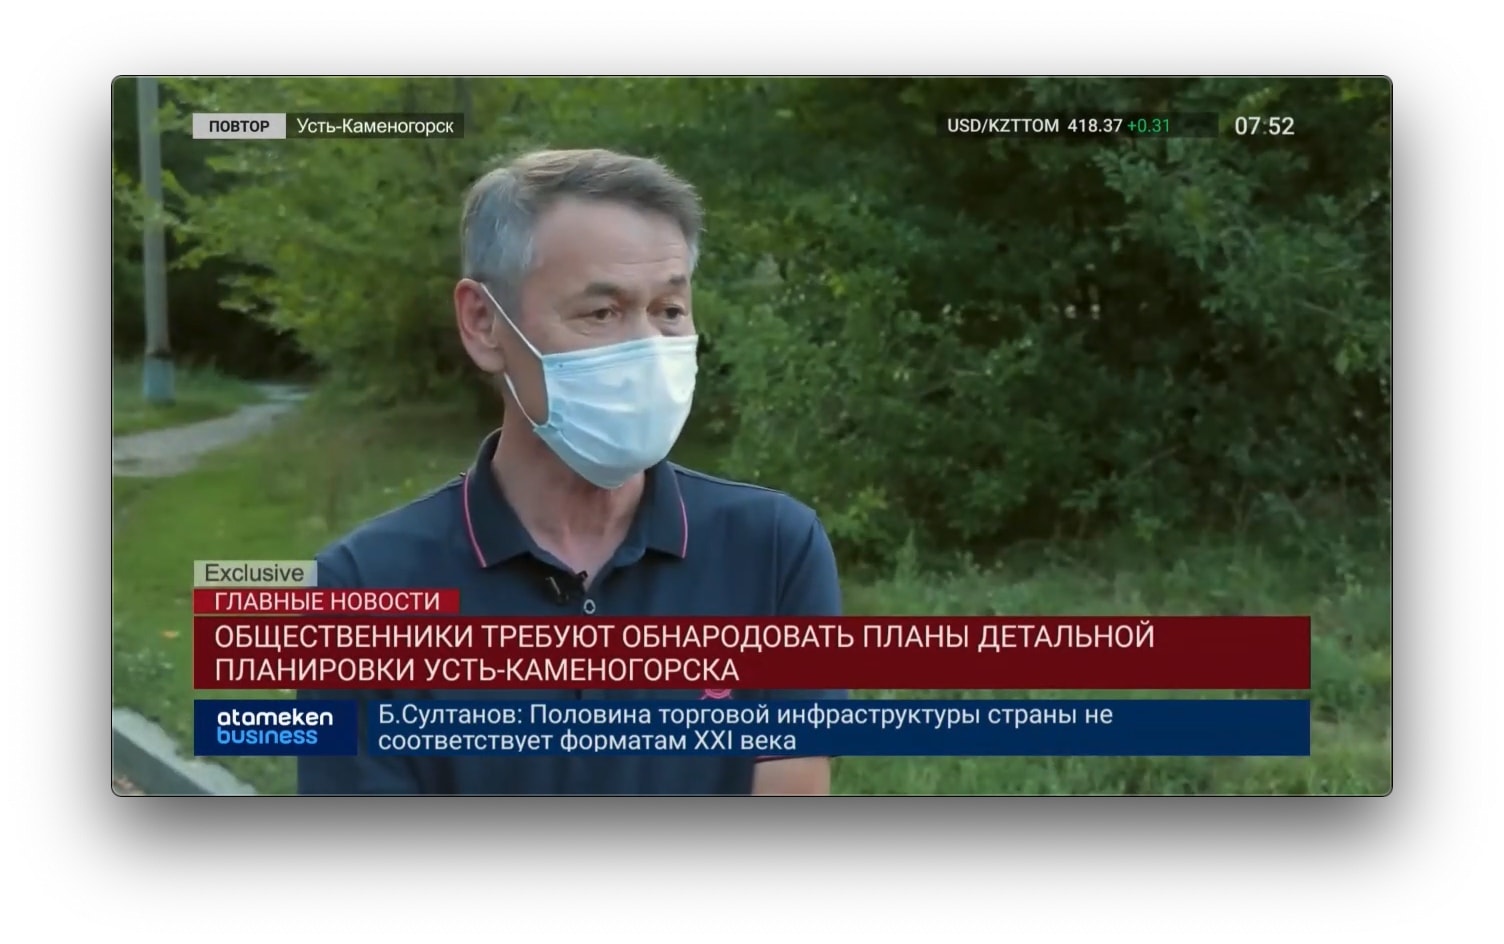 ПОВТОР Усть-Каменогорск
USD/KZTTOM 418.37 +0.31 07:52
Exclusive
ГЛАВНЫЕ НОВОСТИ
ОБЩЕСТВЕННИКИ ТРЕБУЮТ ОБНАРОДОВАТЬ ПЛАНЫ ДЕТАЛЬНОЙ
ПЛАНИРОВКИ УСТЬ-КАМЕНОГОРСКА
atameken
business
Б.Султанов: Половина торговой инфраструктуры страны не
соответствует форматам XXI века